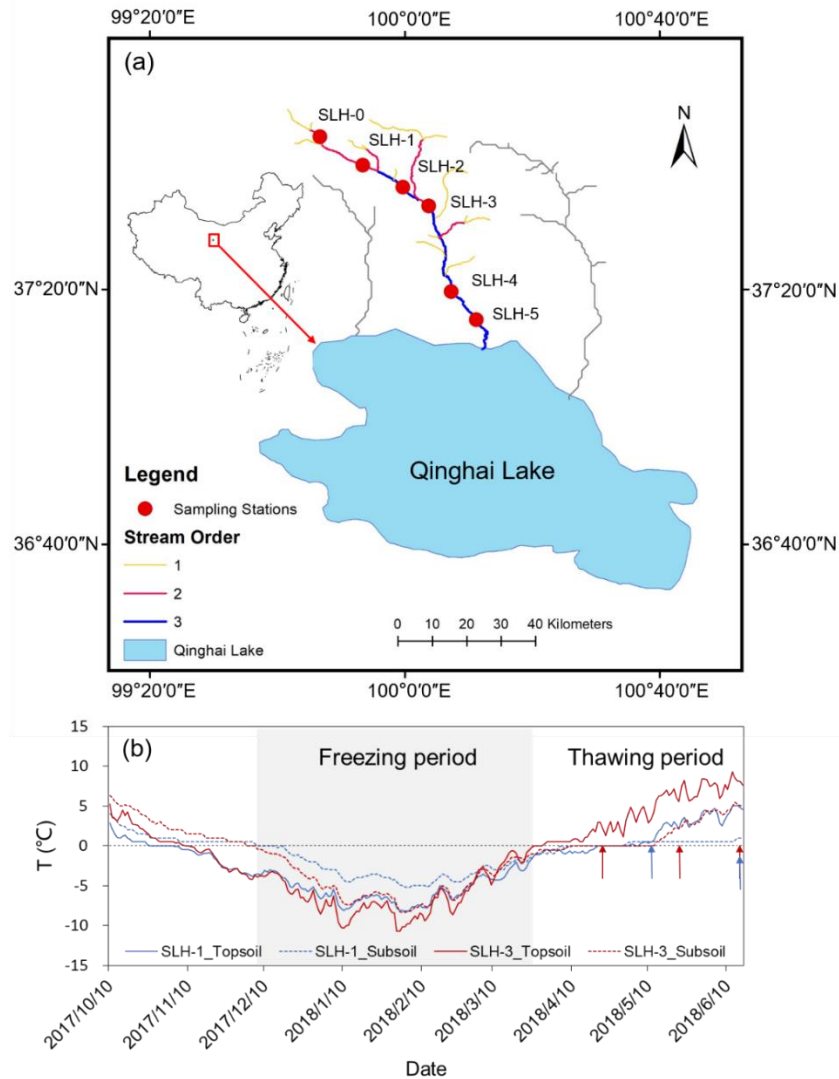 99°20'0"E 100°0'0"E 100°40'0"E
(a)
N
SLH-0
SLH-1
SLH-2
SLH-3
37°20'0"N 37°20'0"N
SLH-4
SLH-5
Legend
Sampling Stations
Qinghai Lake
Stream Order
36°40'0"N 36°40'0"N
1
2
3
0 10 20 30 40 Kilometers
Qinghai Lake
99°20'0"E 100°0'0"E 100°40'0"E
15
(b) Freezing period Thawing period
10
5
0
-5
-10
-15
T (°C)
SLH-1_Topsoil SLH-1_Subsoil SLH-3_Topsoil SLH-3_Subsoil
2017/10/10 2017/11/10 2017/12/10 2018/1/10 2018/2/10 2018/3/10 2018/4/10 2018/5/10 2018/6/10
Date